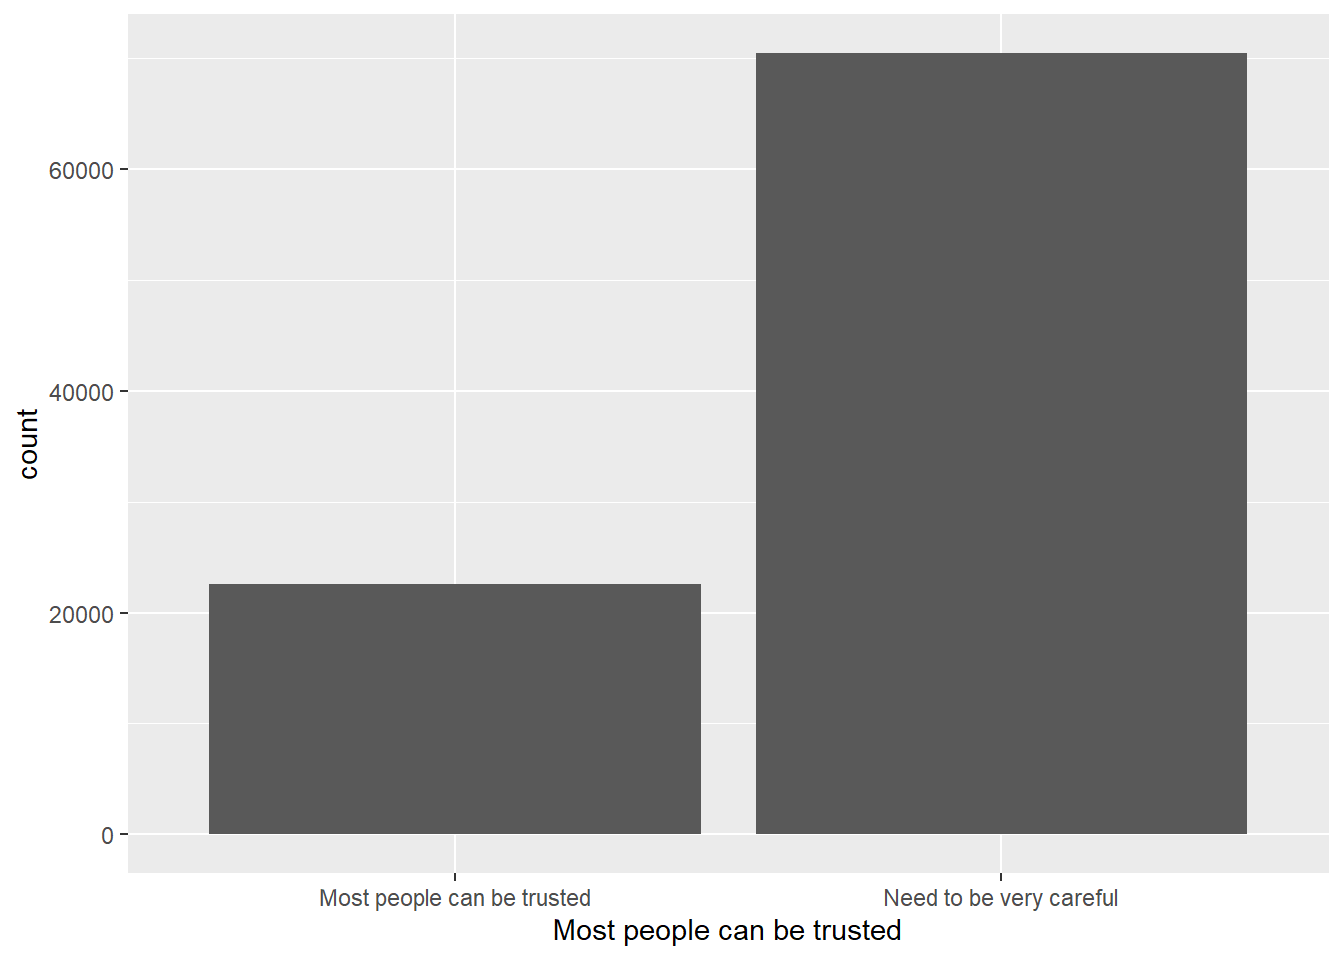 60000
40000
20000
0
count
Most people can be trusted
Need to be very careful
Most people can be trusted